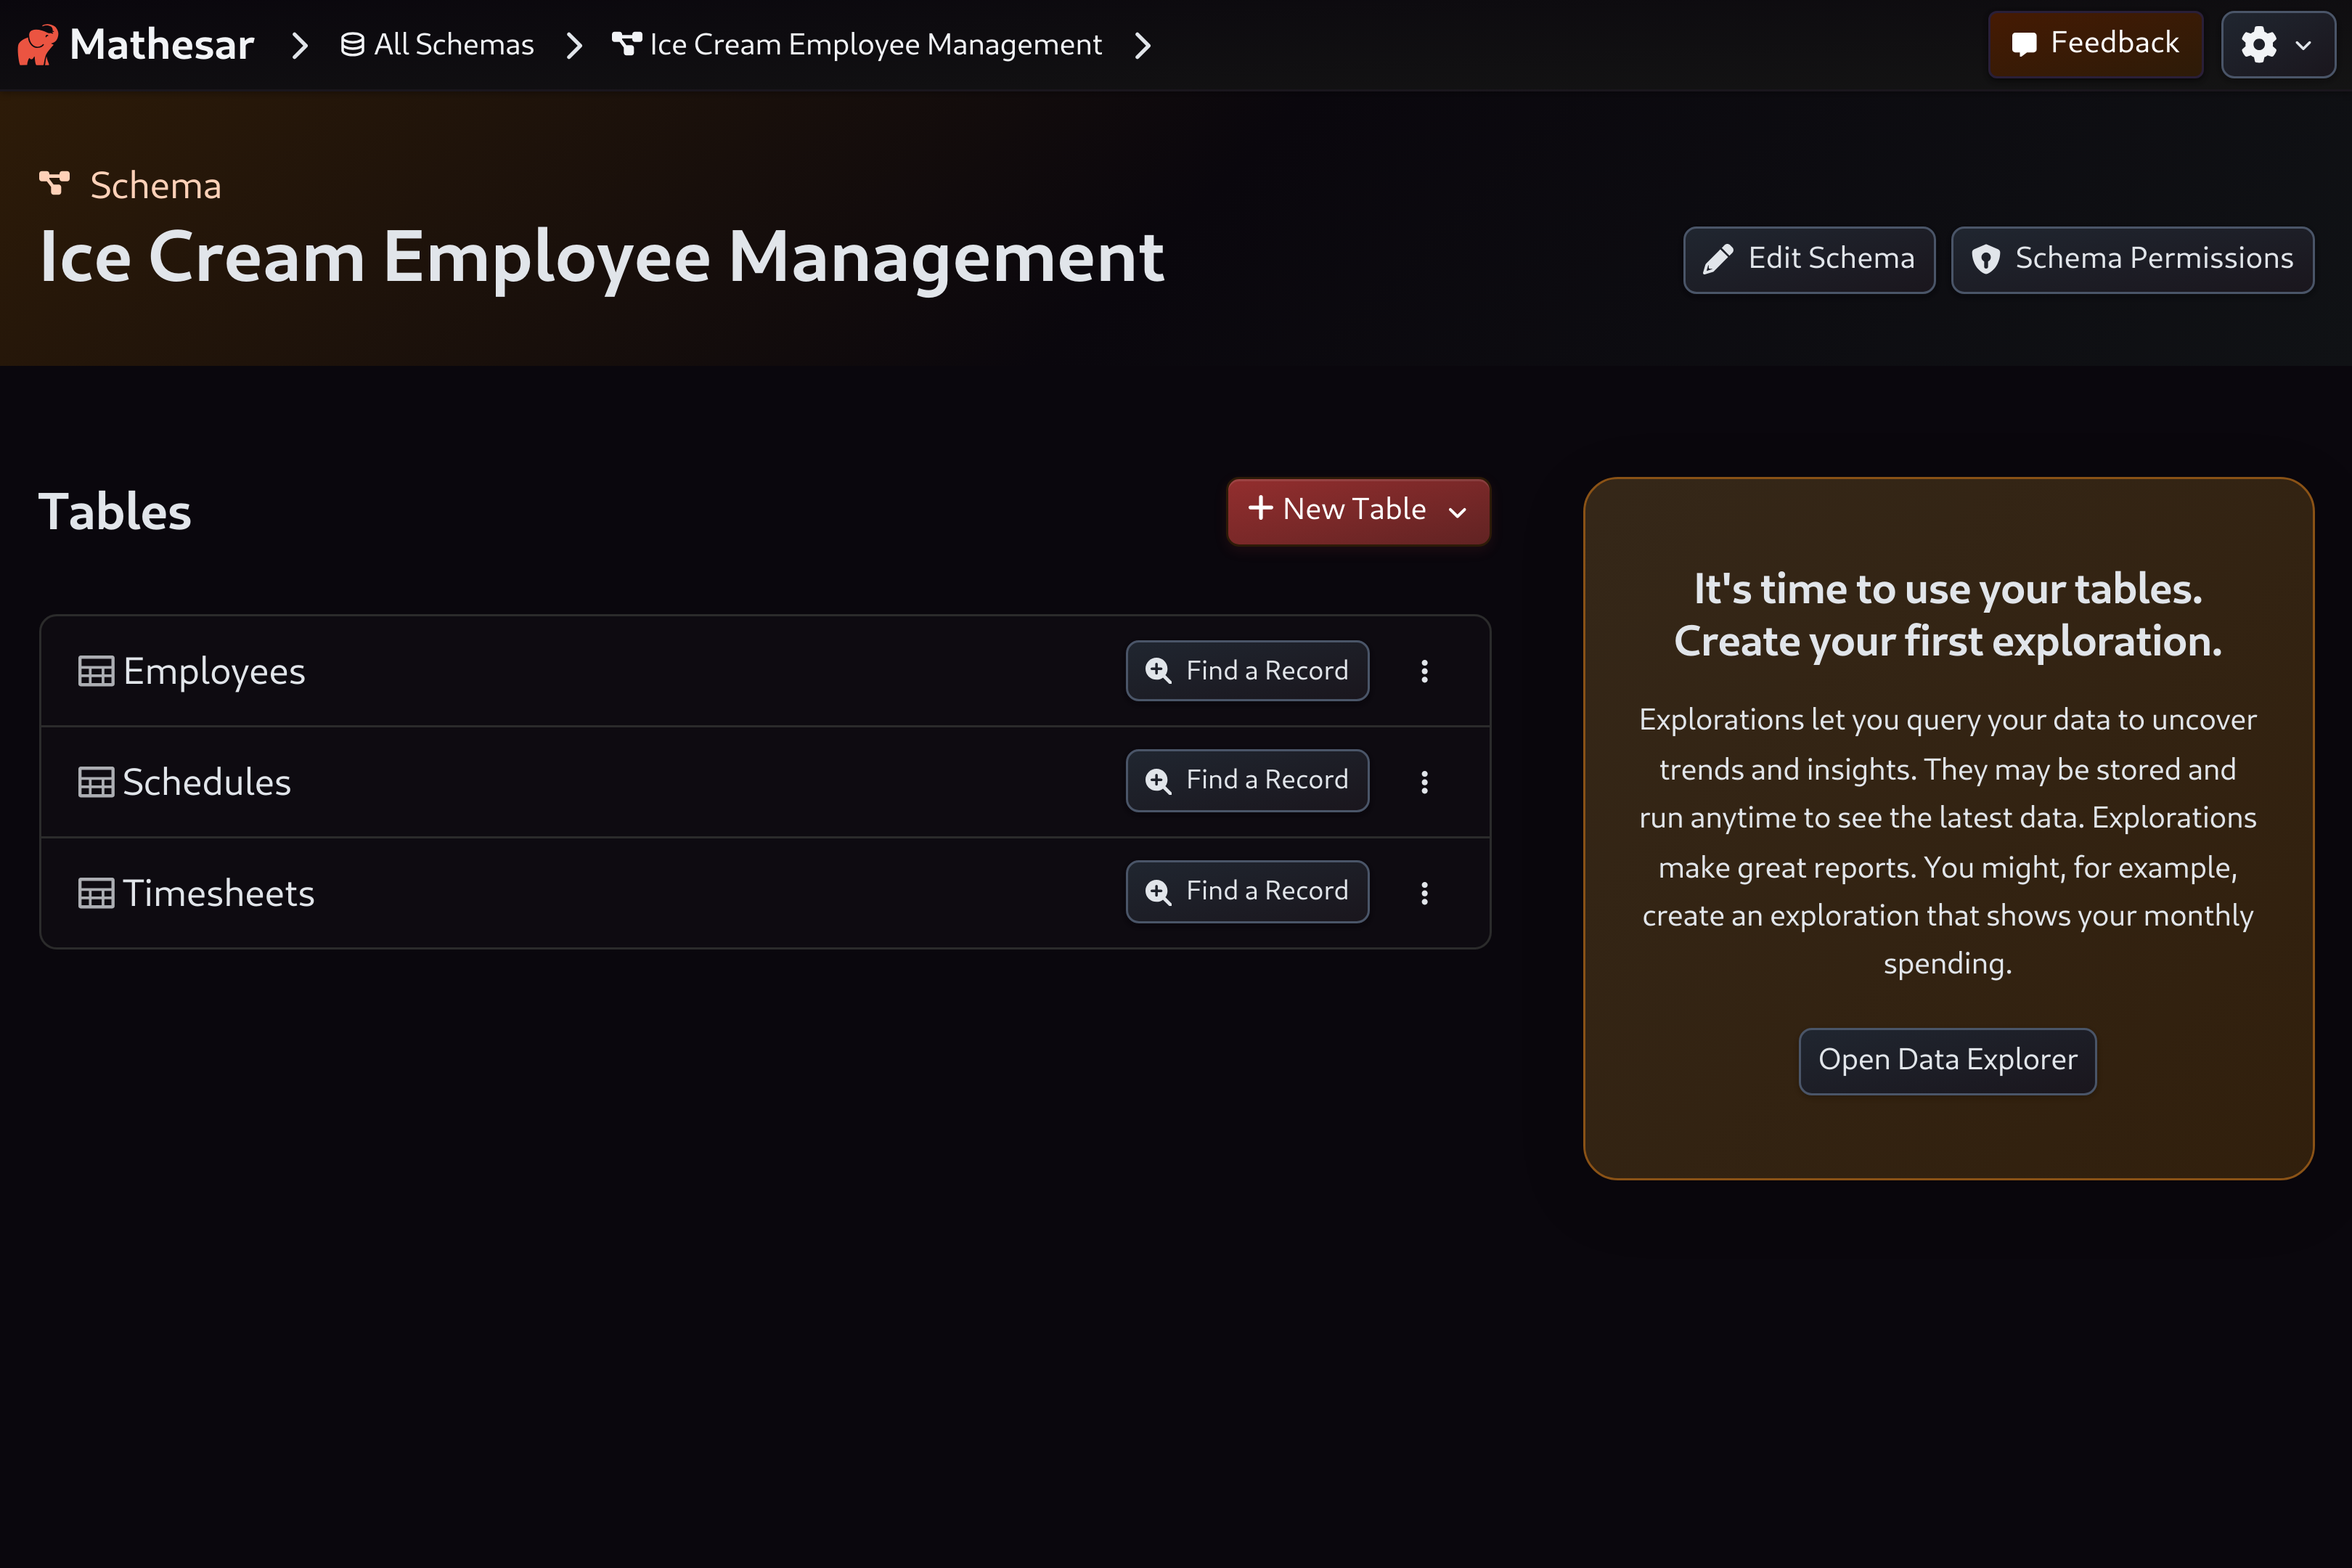 Mathesar All Schemas Ice Cream Employee Management Feedback
Schema
Ice Cream Employee Management
Edit Schema Schema Permissions
Tables
New Table
Employees Find a Record
Schedules Find a Record
Timesheets Find a Record
It's time to use your tables.
Create your first exploration.
Explorations let you query your data to uncover
trends and insights. They may be stored and
run anytime to see the latest data. Explorations
make great reports. You might, for example,
create an exploration that shows your monthly
spending.
Open Data Explorer